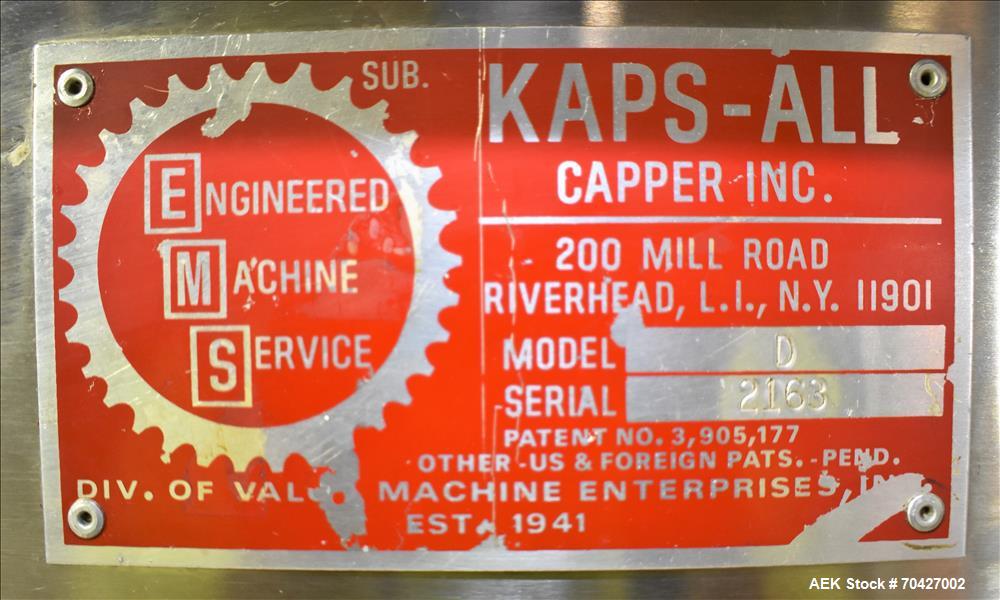 SUB.
ENGINEERED
MACHINE
SERVICE
KAPS-ALL
CAPPER INC.
200 MILL ROAD
RIVERHEAD, L.I., N.Y. 11901
MODEL D
SERIAL 2163
PATENT NO. 3,905,177
OTHER-US & FOREIGN PATS.-PEND.
DIV. OF MACHINE ENTERPRISES,
EST. 1941
AEK Stock # 70427002